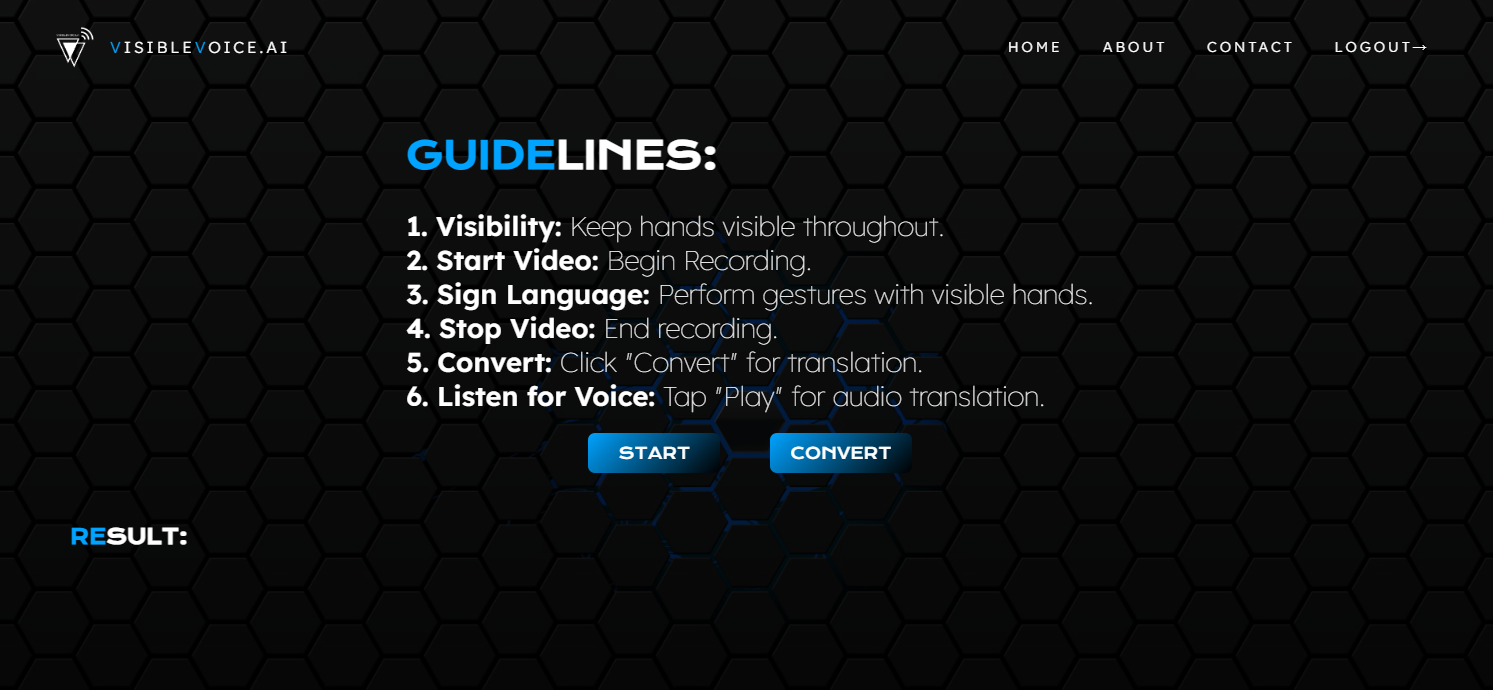 VISIBLEVOICE.AI
HOME ABOUT CONTACT LOGOUT→
GUIDELINES:
1. Visibility: Keep hands visible throughout.
2. Start Video: Begin Recording.
3. Sign Language: Perform gestures with visible hands.
4. Stop Video: End recording.
5. Convert: Click "Convert" for translation.
6. Listen for Voice: Tap "Play" for audio translation.
START CONVERT
RESULT: